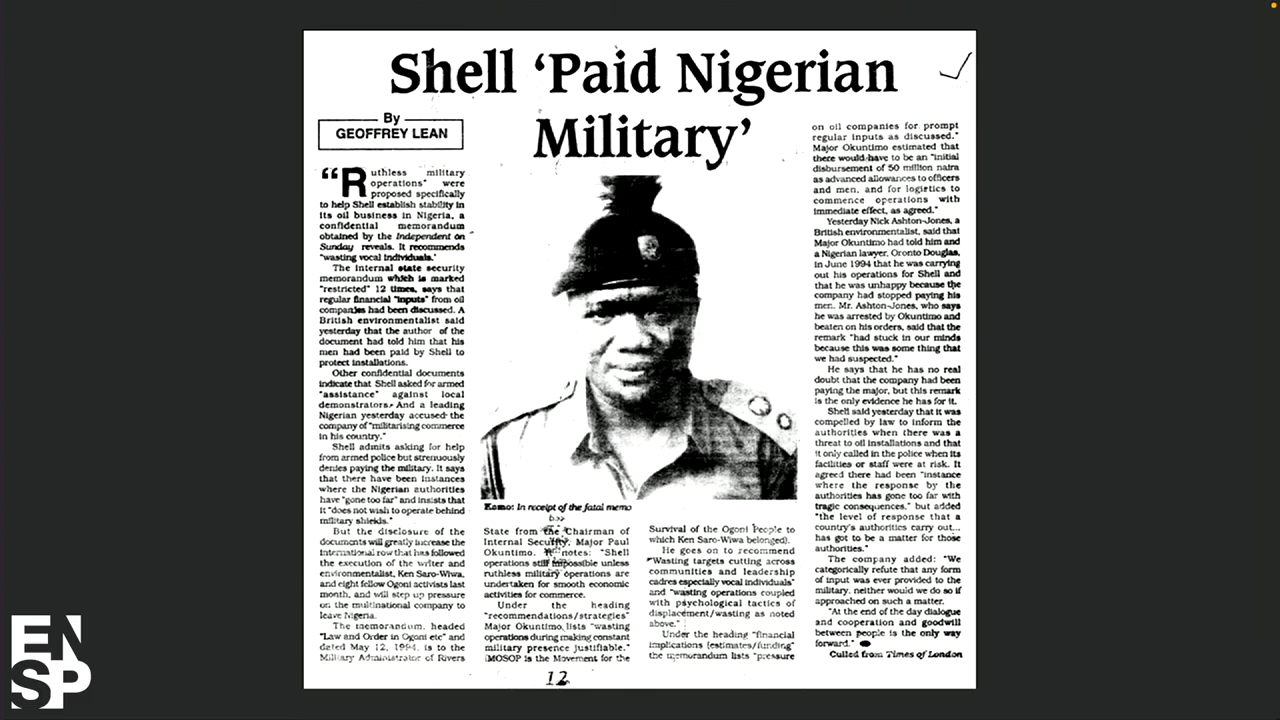 Shell ‘Paid Nigerian
Military’
By
GEOFFREY LEAN
“Ruthless military
operations" were
proposed specifically
to help Shell establish stability in
its oil business in Nigeria, a
confidential memorandum
obtained by the Independent on
Sunday reveals. It recommends
"wasting vocal individuals."
The internal state security
memorandum which is marked
"restricted" 12 times, says that
regular financial "inputs" from oil
companies had been discussed. A
British environmentalist said
yesterday that the author of the
document had told him that his
men had been paid by Shell to
protect installations.
Other confidential documents
indicate that Shell asked for armed
"assistance" against local
demonstrators. And a leading
Nigerian yesterday accused the
company of "militarising commerce
in his country."
Shell admits asking for help
from armed police but strenuously
denies paying the military. It says
that there have been instances
where the Nigerian authorities
have "gone too far" and insists that
it "does not wish to operate behind
military shields."
But the disclosure of the
documents will greatly increase the
international row that has followed
the execution of the writer and
environmentalist, Ken Saro-Wiwa,
and eight fellow Ogoni activists last
month, and will step up pressure
on the multinational company to
leave Nigeria.
The memorandum, headed
"Law and Order in Ogoni etc" and
dated May 12, 1994, is to the
Military Administrator of Rivers
Komo: In receipt of the fatal memo
State from the Chairman of
Internal Security, Major Paul
Okuntimo. It notes: "Shell
operations still impossible unless
ruthless military operations are
undertaken for smooth economic
activities for commerce.
Under the heading
"recommendations/strategies"
Major Okuntimo, lists "wasting
operations during making constant
military presence justifiable."
(MOSOP is the Movement for the
Survival of the Ogoni People to
which Ken Saro-Wiwa belonged).
He goes on to recommend
"Wasting targets cutting across
communities and leadership
cadres especially vocal individuals"
and "wasting operations coupled
with psychological tactics of
displacement/wasting as noted
above."
Under the heading "financial
implications (estimates/funding"
the memorandum lists "pressure
on oil companies for prompt
regular inputs as discussed."
Major Okuntimo estimated that
there would have to be an "initial
disbursement of 50 million naira
as advanced allowances to officers
and men, and for logistics to
commence operations with
immediate effect, as agreed."
Yesterday Nick Ashton-Jones, a
British environmentalist, said that
Major Okuntimo had told him and
a Nigerian lawyer, Oronto Douglas,
in June 1994 that he was carrying
out his operations for Shell and
that he was unhappy because the
company had stopped paying his
men. Mr. Ashton-Jones, who says
he was arrested by Okuntimo and
beaten on his orders, said that the
remark "had stuck in our minds
because this was some thing that
we had suspected."
He says that he has no real
doubt that the company had been
paying the major, but this remark
is the only evidence he has for it.
Shell said yesterday that it was
compelled by law to inform the
authorities when there was a
threat to oil installations and that
it only called in the police when its
facilities or staff were at risk. It
agreed there had been "instance
where the response by the
authorities has gone too far with
tragic consequences," but added
"the level of response that a
country's authorities carry out...
has got to be a matter for those
authorities."
The company added: "We
categorically refute that any form
of input was ever provided to the
military, neither would we do so if
approached on such a matter.
"At the end of the day dialogue
and cooperation and goodwill
between people is the only way
forward."
Culled from Times of London
12
EN
SP